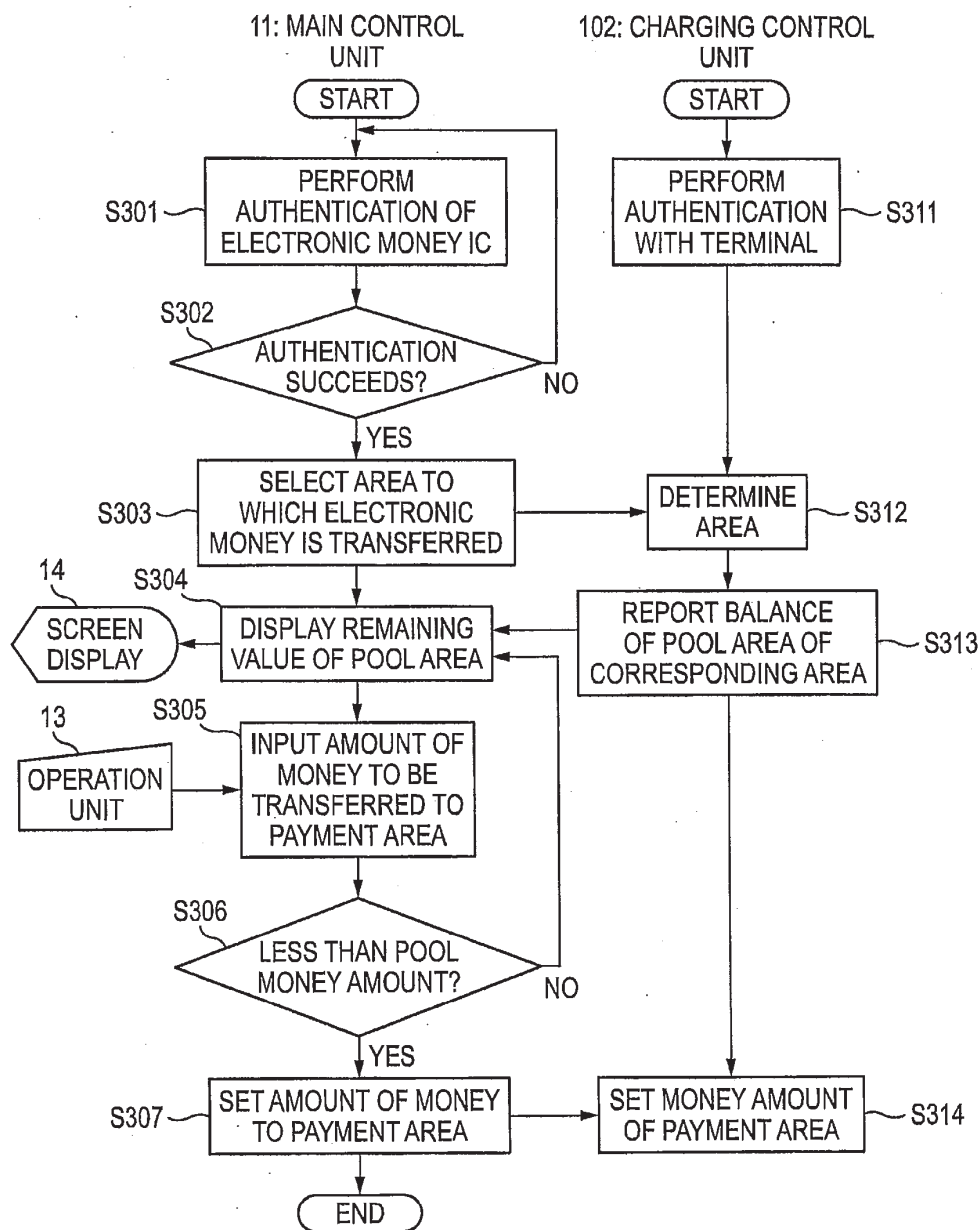 11: MAIN CONTROL
UNIT
102: CHARGING CONTROL
UNIT
START
START
S301
PERFORM
AUTHENTICATION OF
ELECTRONIC MONEY IC
PERFORM
AUTHENTICATION
WITH TERMINAL
S311
S302
AUTHENTICATION
SUCCEEDS?
NO
YES
S303
SELECT AREA TO
WHICH ELECTRONIC
MONEY IS TRANSFERRED
DETERMINE
AREA
S312
14
SCREEN
DISPLAY
S304
DISPLAY REMAINING
VALUE OF POOL AREA
REPORT BALANCE
OF POOL AREA OF
CORRESPONDING AREA
S313
13
OPERATION
UNIT
S305
INPUT AMOUNT OF
MONEY TO BE
TRANSFERRED TO
PAYMENT AREA
S306
LESS THAN POOL
MONEY AMOUNT?
NO
YES
S307
SET AMOUNT OF MONEY
TO PAYMENT AREA
SET MONEY AMOUNT
OF PAYMENT AREA
S314
END